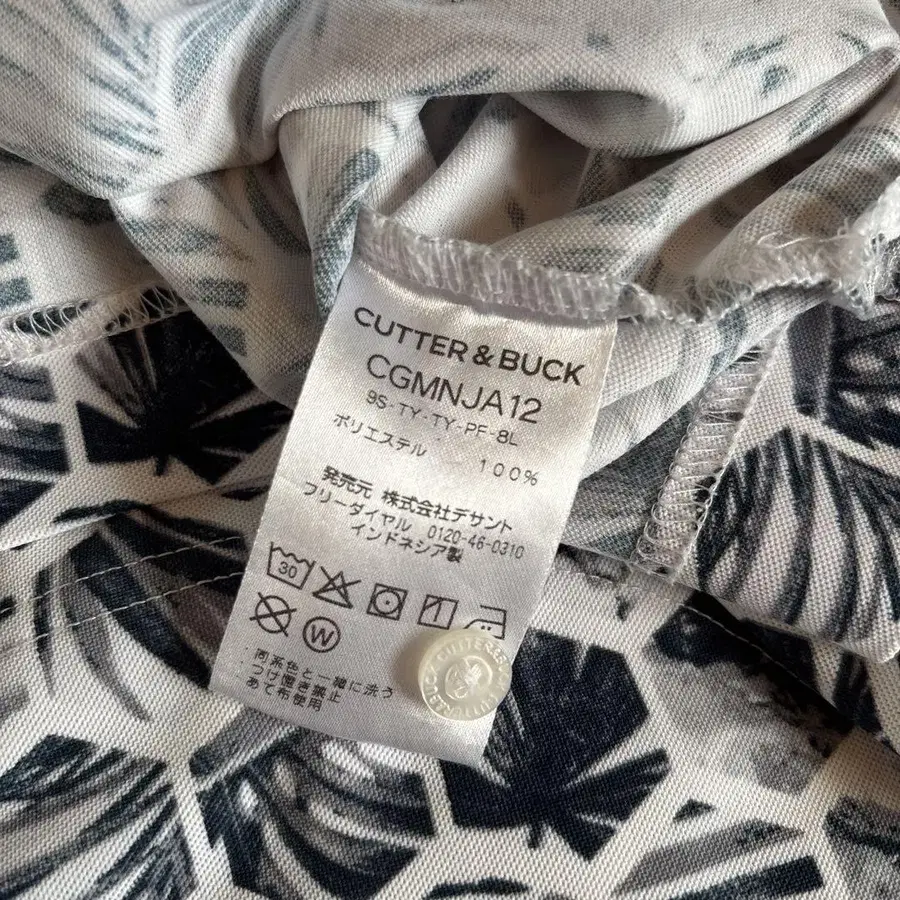 CUTTER & BUCK
CGMNJA12
9S-TY-TY-PF-8L
ポリエステル 100%
発売元 株式会社デサント
フリーダイヤル 0120-46-0310
インドネシア製
30
W
・同系色と一緒に洗う
・つけ置き禁止
・あて布使用
CUTTER&BUCK